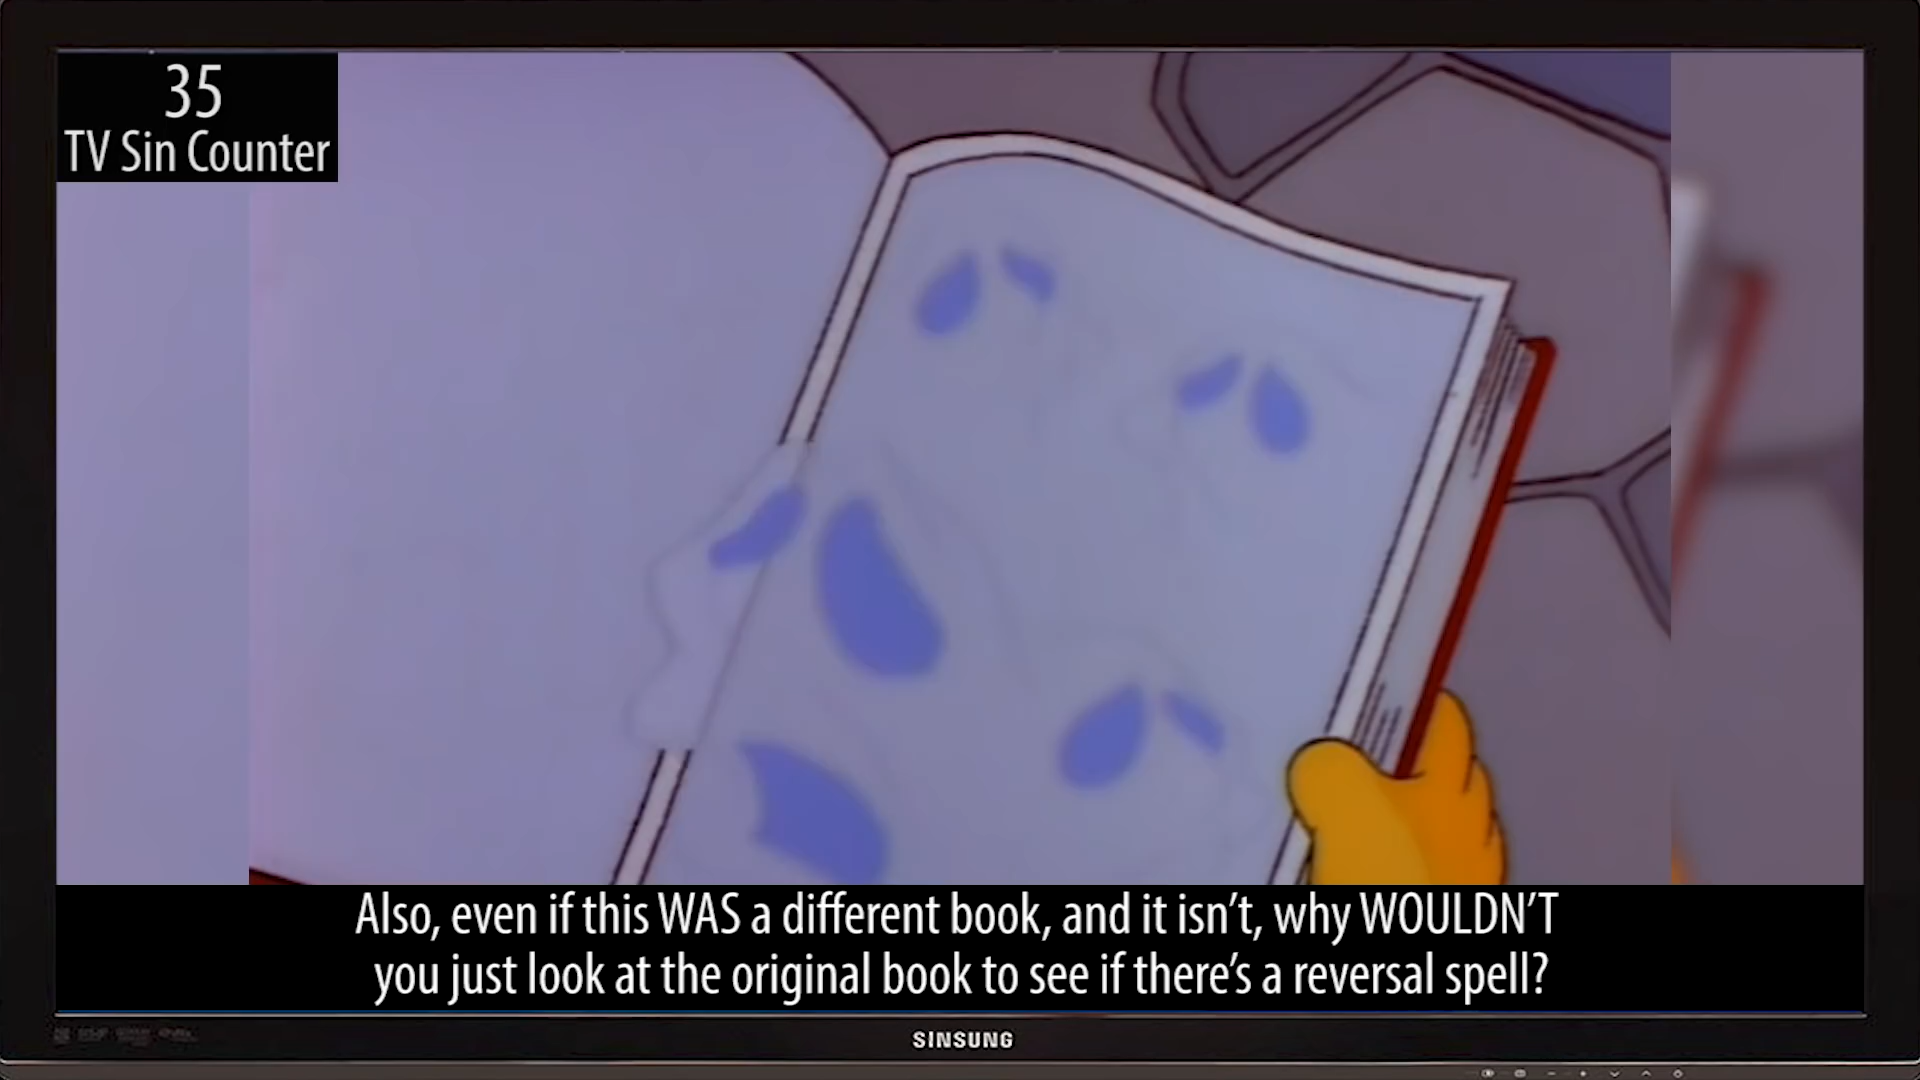 35
TV Sin Counter
Also, even if this WAS a different book, and it isn’t, why WOULDN’T
you just look at the original book to see if there’s a reversal spell?
SINSUNG